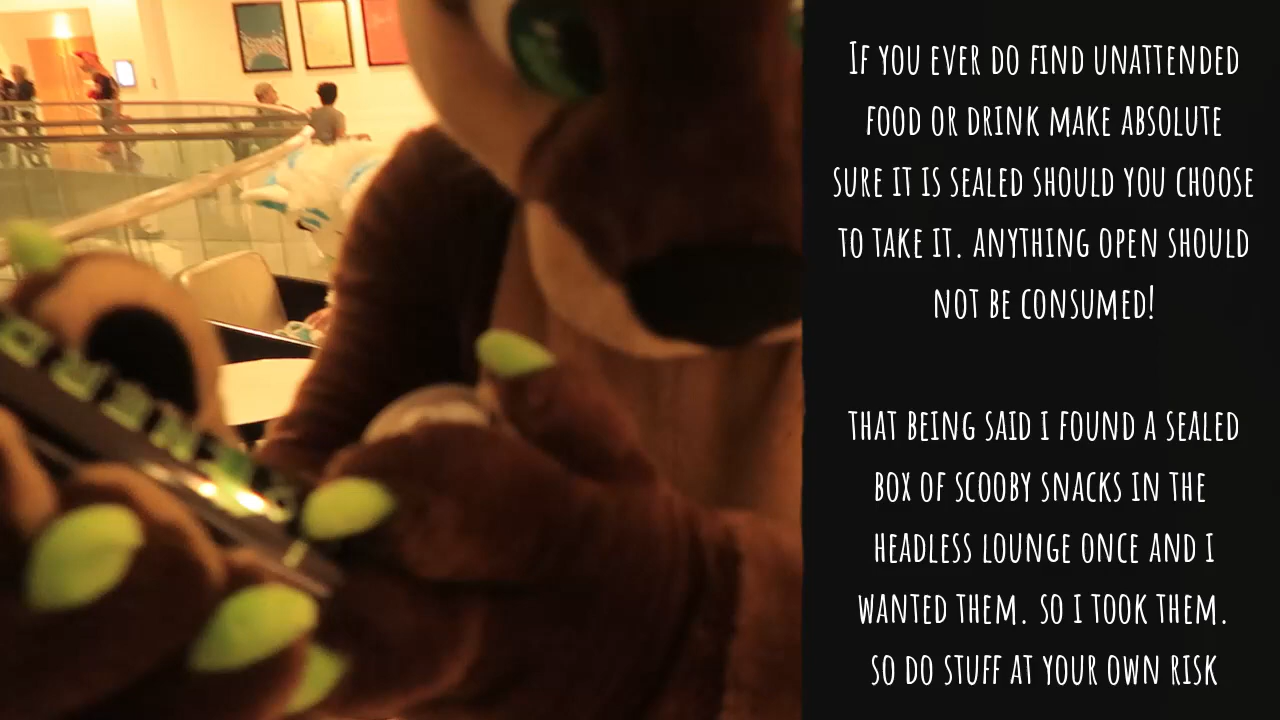 If you ever do find unattended
food or drink make absolute
sure it is sealed should you choose
to take it. Anything open should
not be consumed!
that being said i found a sealed
box of scooby snacks in the
headless lounge once and i
wanted them. so i took them.
so do stuff at your own risk